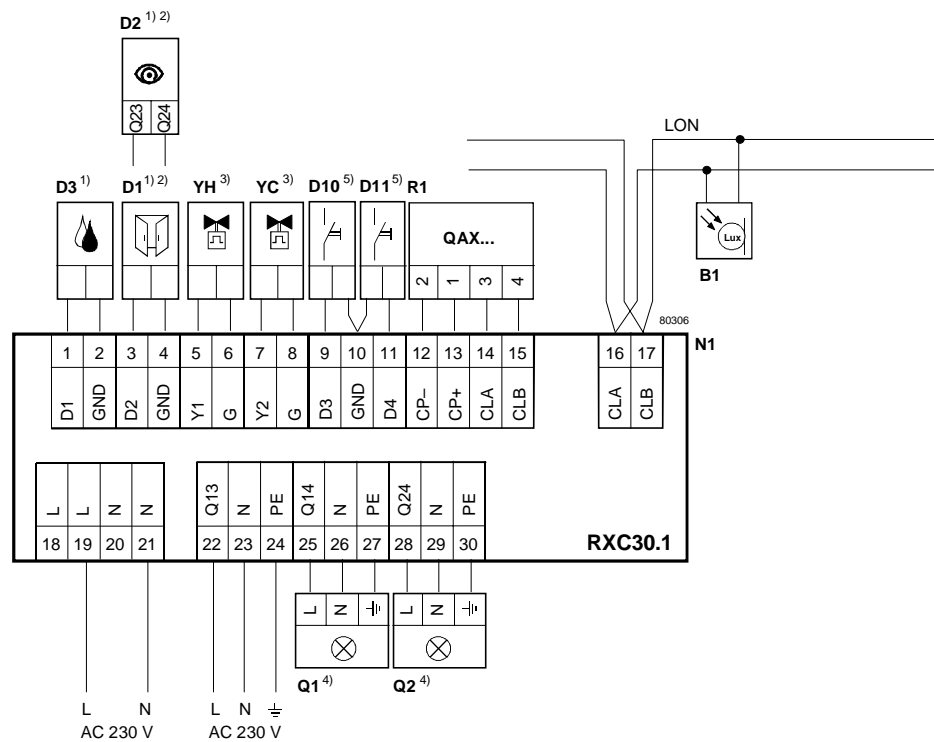 D2 1) 2)
Q23 Q24
LON
D3 1) D1 1) 2) YH 3) YC 3) D10 5) D11 5) R1
QAX...
Lux
2 1 3 4
B1
80306
N1
1 2 3 4 5 6 7 8 9 10 11 12 13 14 15 16 17
D1 GND D2 GND Y1 G Y2 G D3 GND D4 CP– CP+ CLA CLB CLA CLB
L L N N Q13 N PE Q14 N PE Q24 N PE
18 19 20 21 22 23 24 25 26 27 28 29 30
RXC30.1
L N L N
Q1 4) Q2 4)
L N L N
AC 230 V AC 230 V